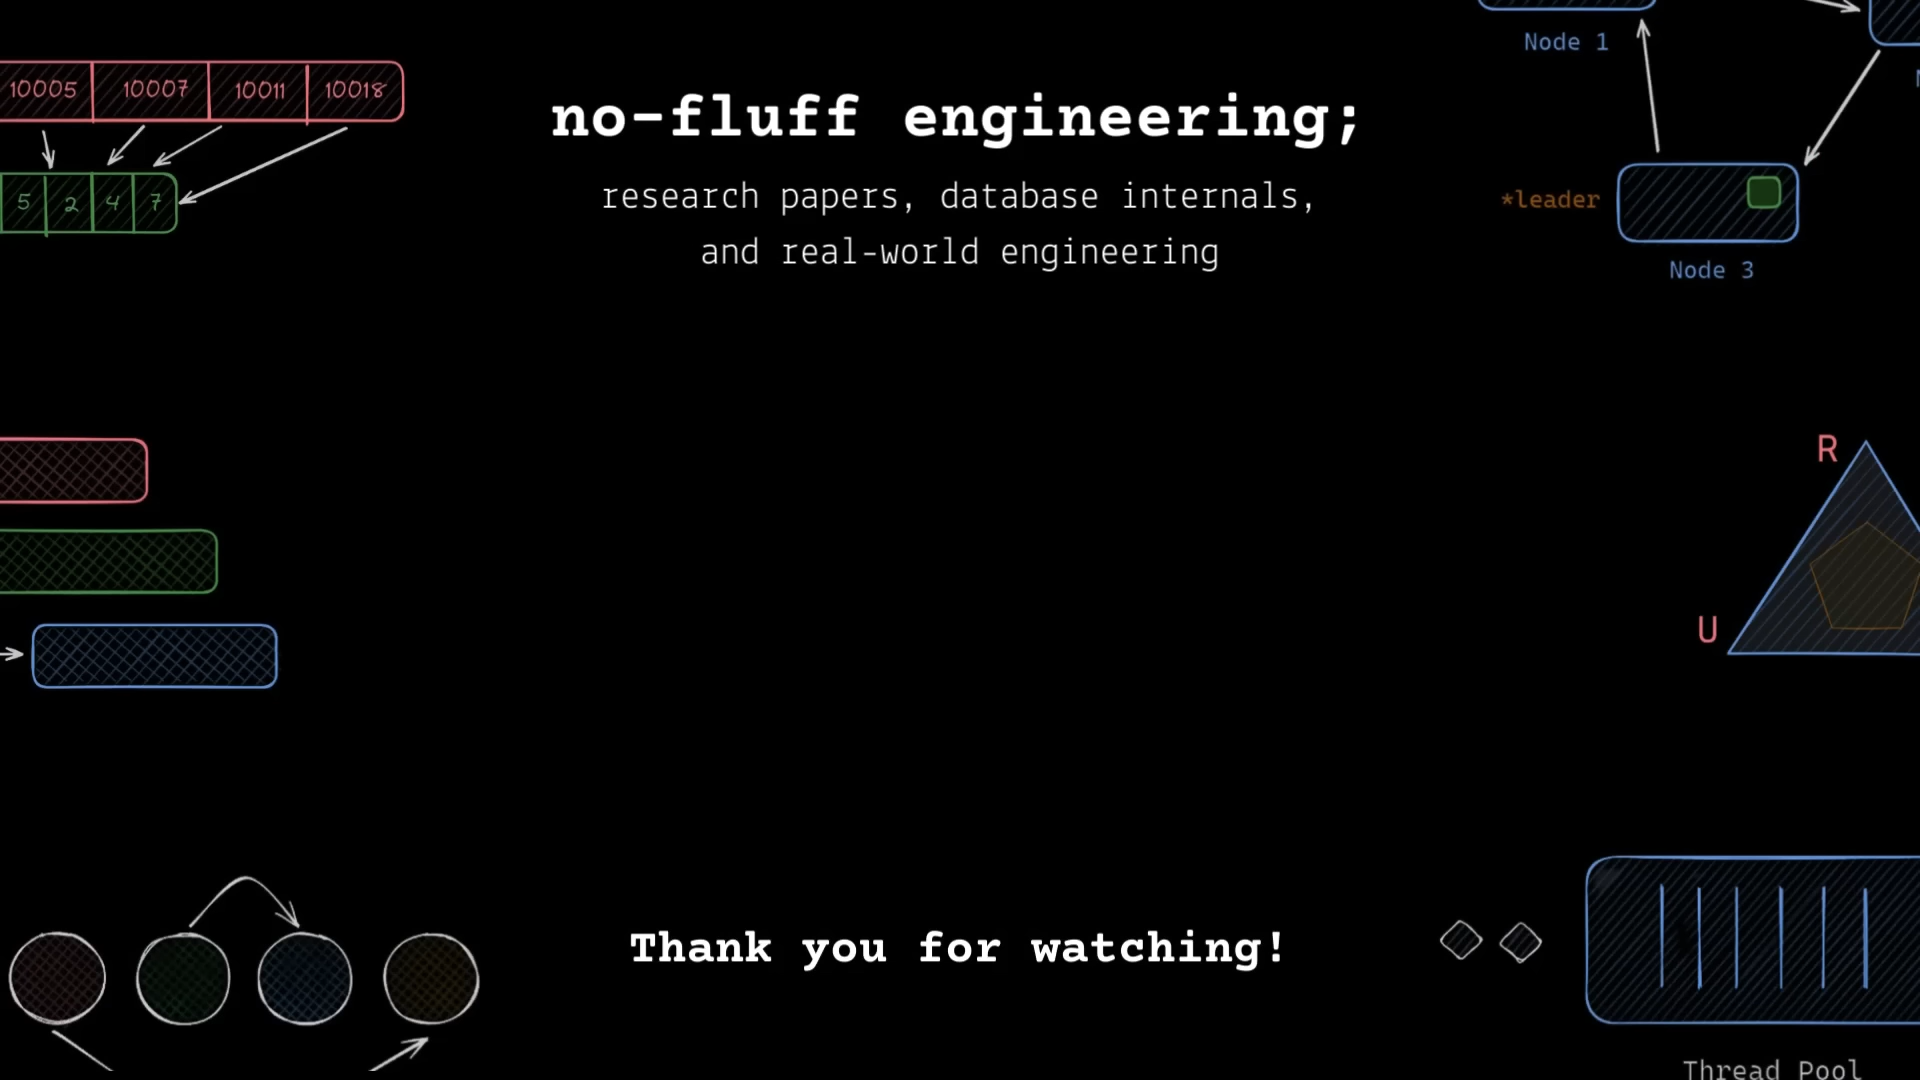 10005 10007 10011 10018
5 2 4 7
no-fluff engineering;
research papers, database internals,
and real-world engineering
Node 1
*leader
Node 3
R
U
Thank you for watching!
Thread Pool